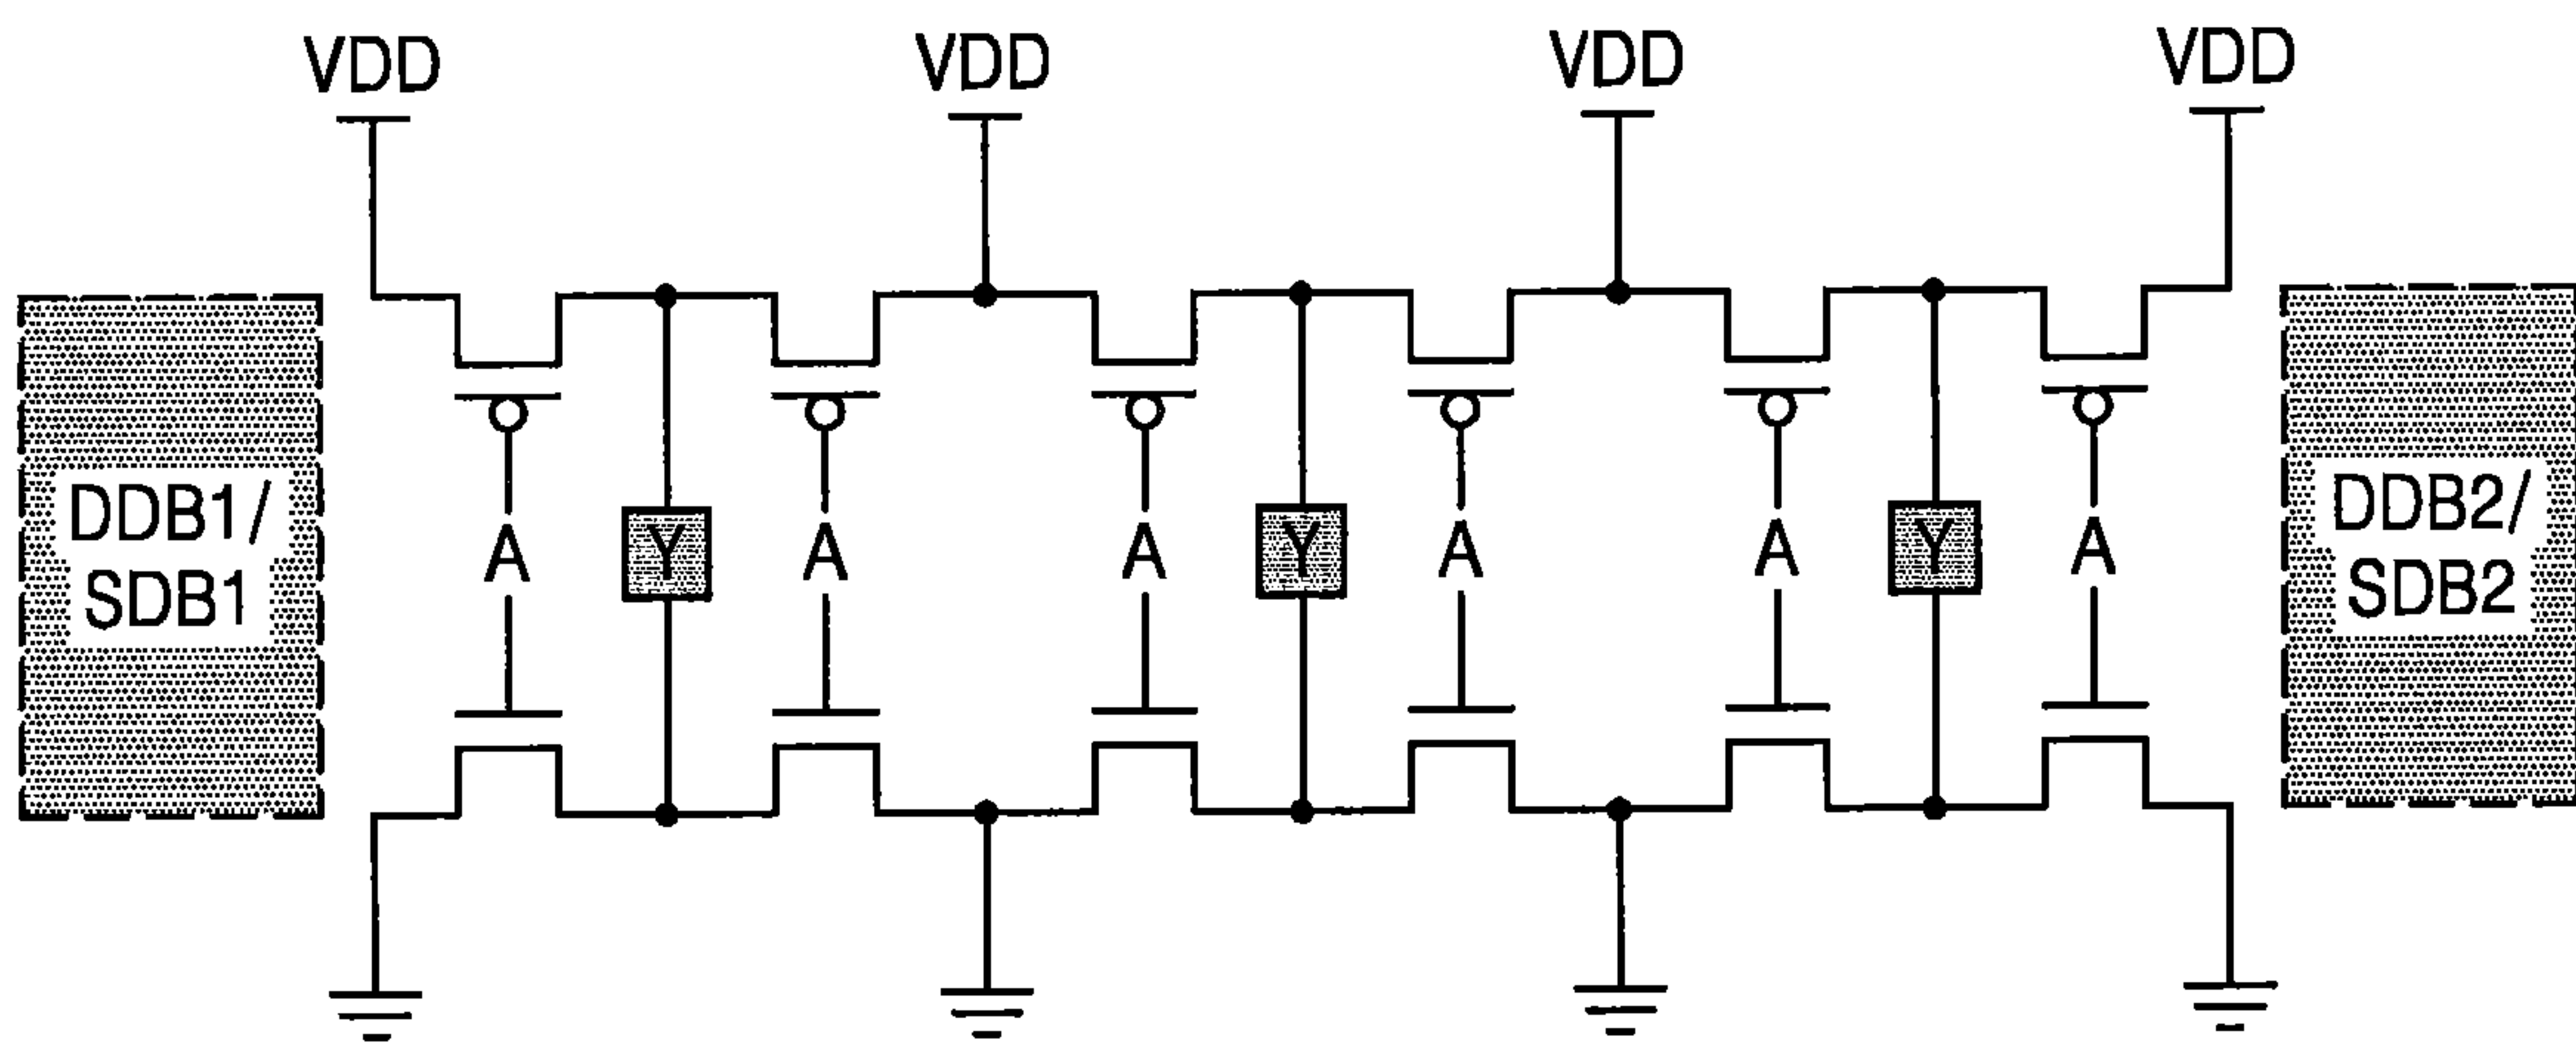 VDD VDD VDD VDD
DDB1/
SDB1
A Y A A Y A A Y A
DDB2/
SDB2